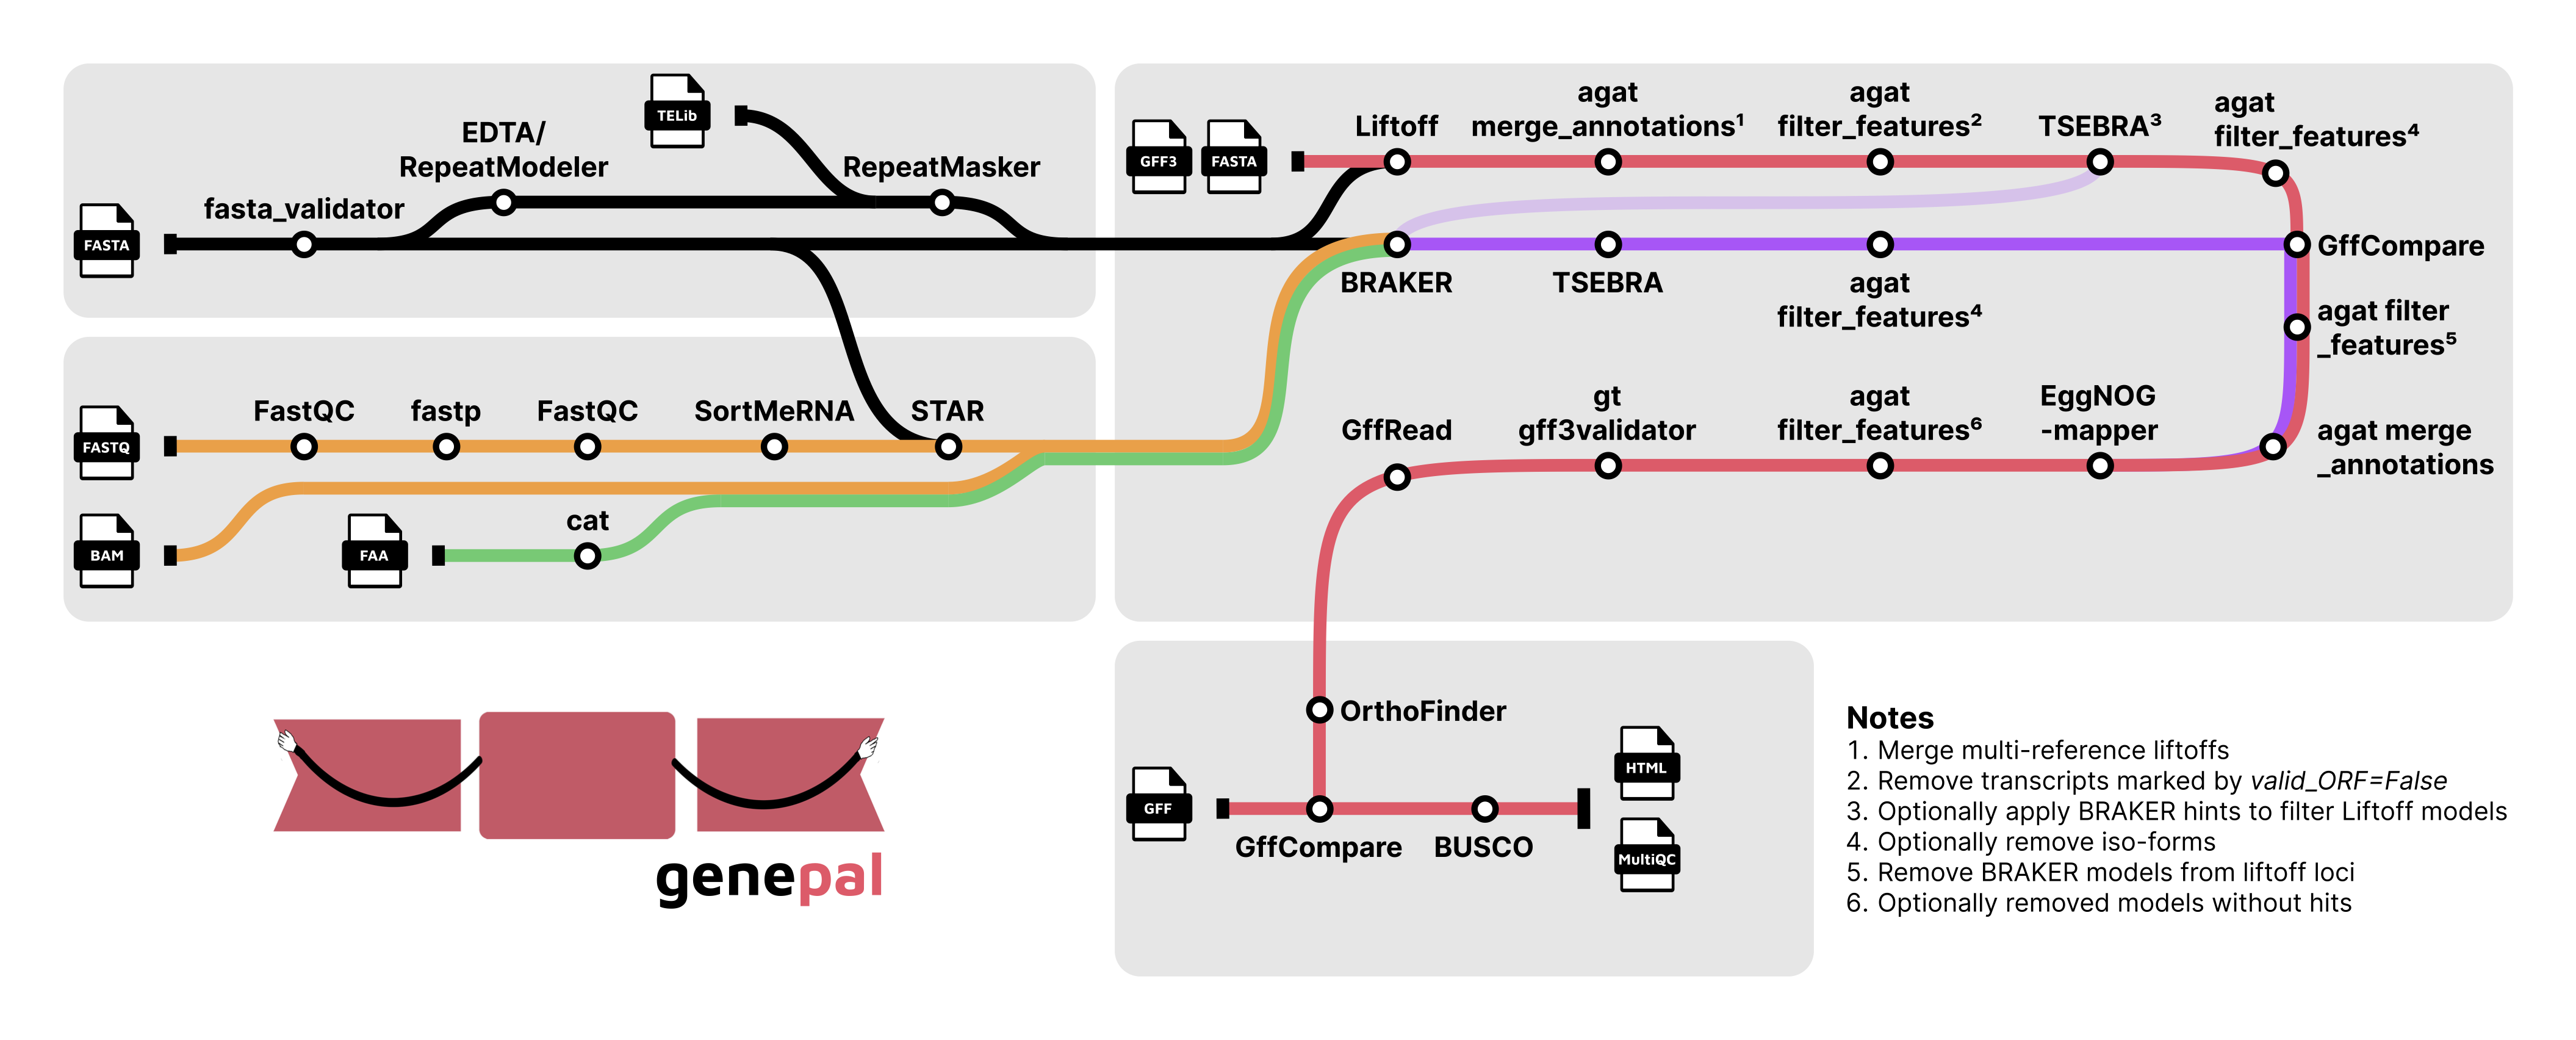 TELib
EDTA/
RepeatModeler
RepeatMasker
fasta_validator
FASTA
FastQC
fastp
FastQC
SortMeRNA
STAR
FASTQ
cat
BAM
FAA
GFF3
FASTA
Liftoff
agat
merge_annotations¹
agat
filter_features²
TSEBRA³
agat
filter_features⁴
BRAKER
TSEBRA
agat
filter_features⁴
GffCompare
agat filter
_features⁵
GffRead
gt
gff3validator
agat
filter_features⁶
EggNOG
-mapper
agat merge
_annotations
OrthoFinder
GFF
GffCompare
BUSCO
HTML
MultiQC
genepal
Notes
1. Merge multi-reference liftoffs
2. Remove transcripts marked by valid_ORF=False
3. Optionally apply BRAKER hints to filter Liftoff models
4. Optionally remove iso-forms
5. Remove BRAKER models from liftoff loci
6. Optionally removed models without hits